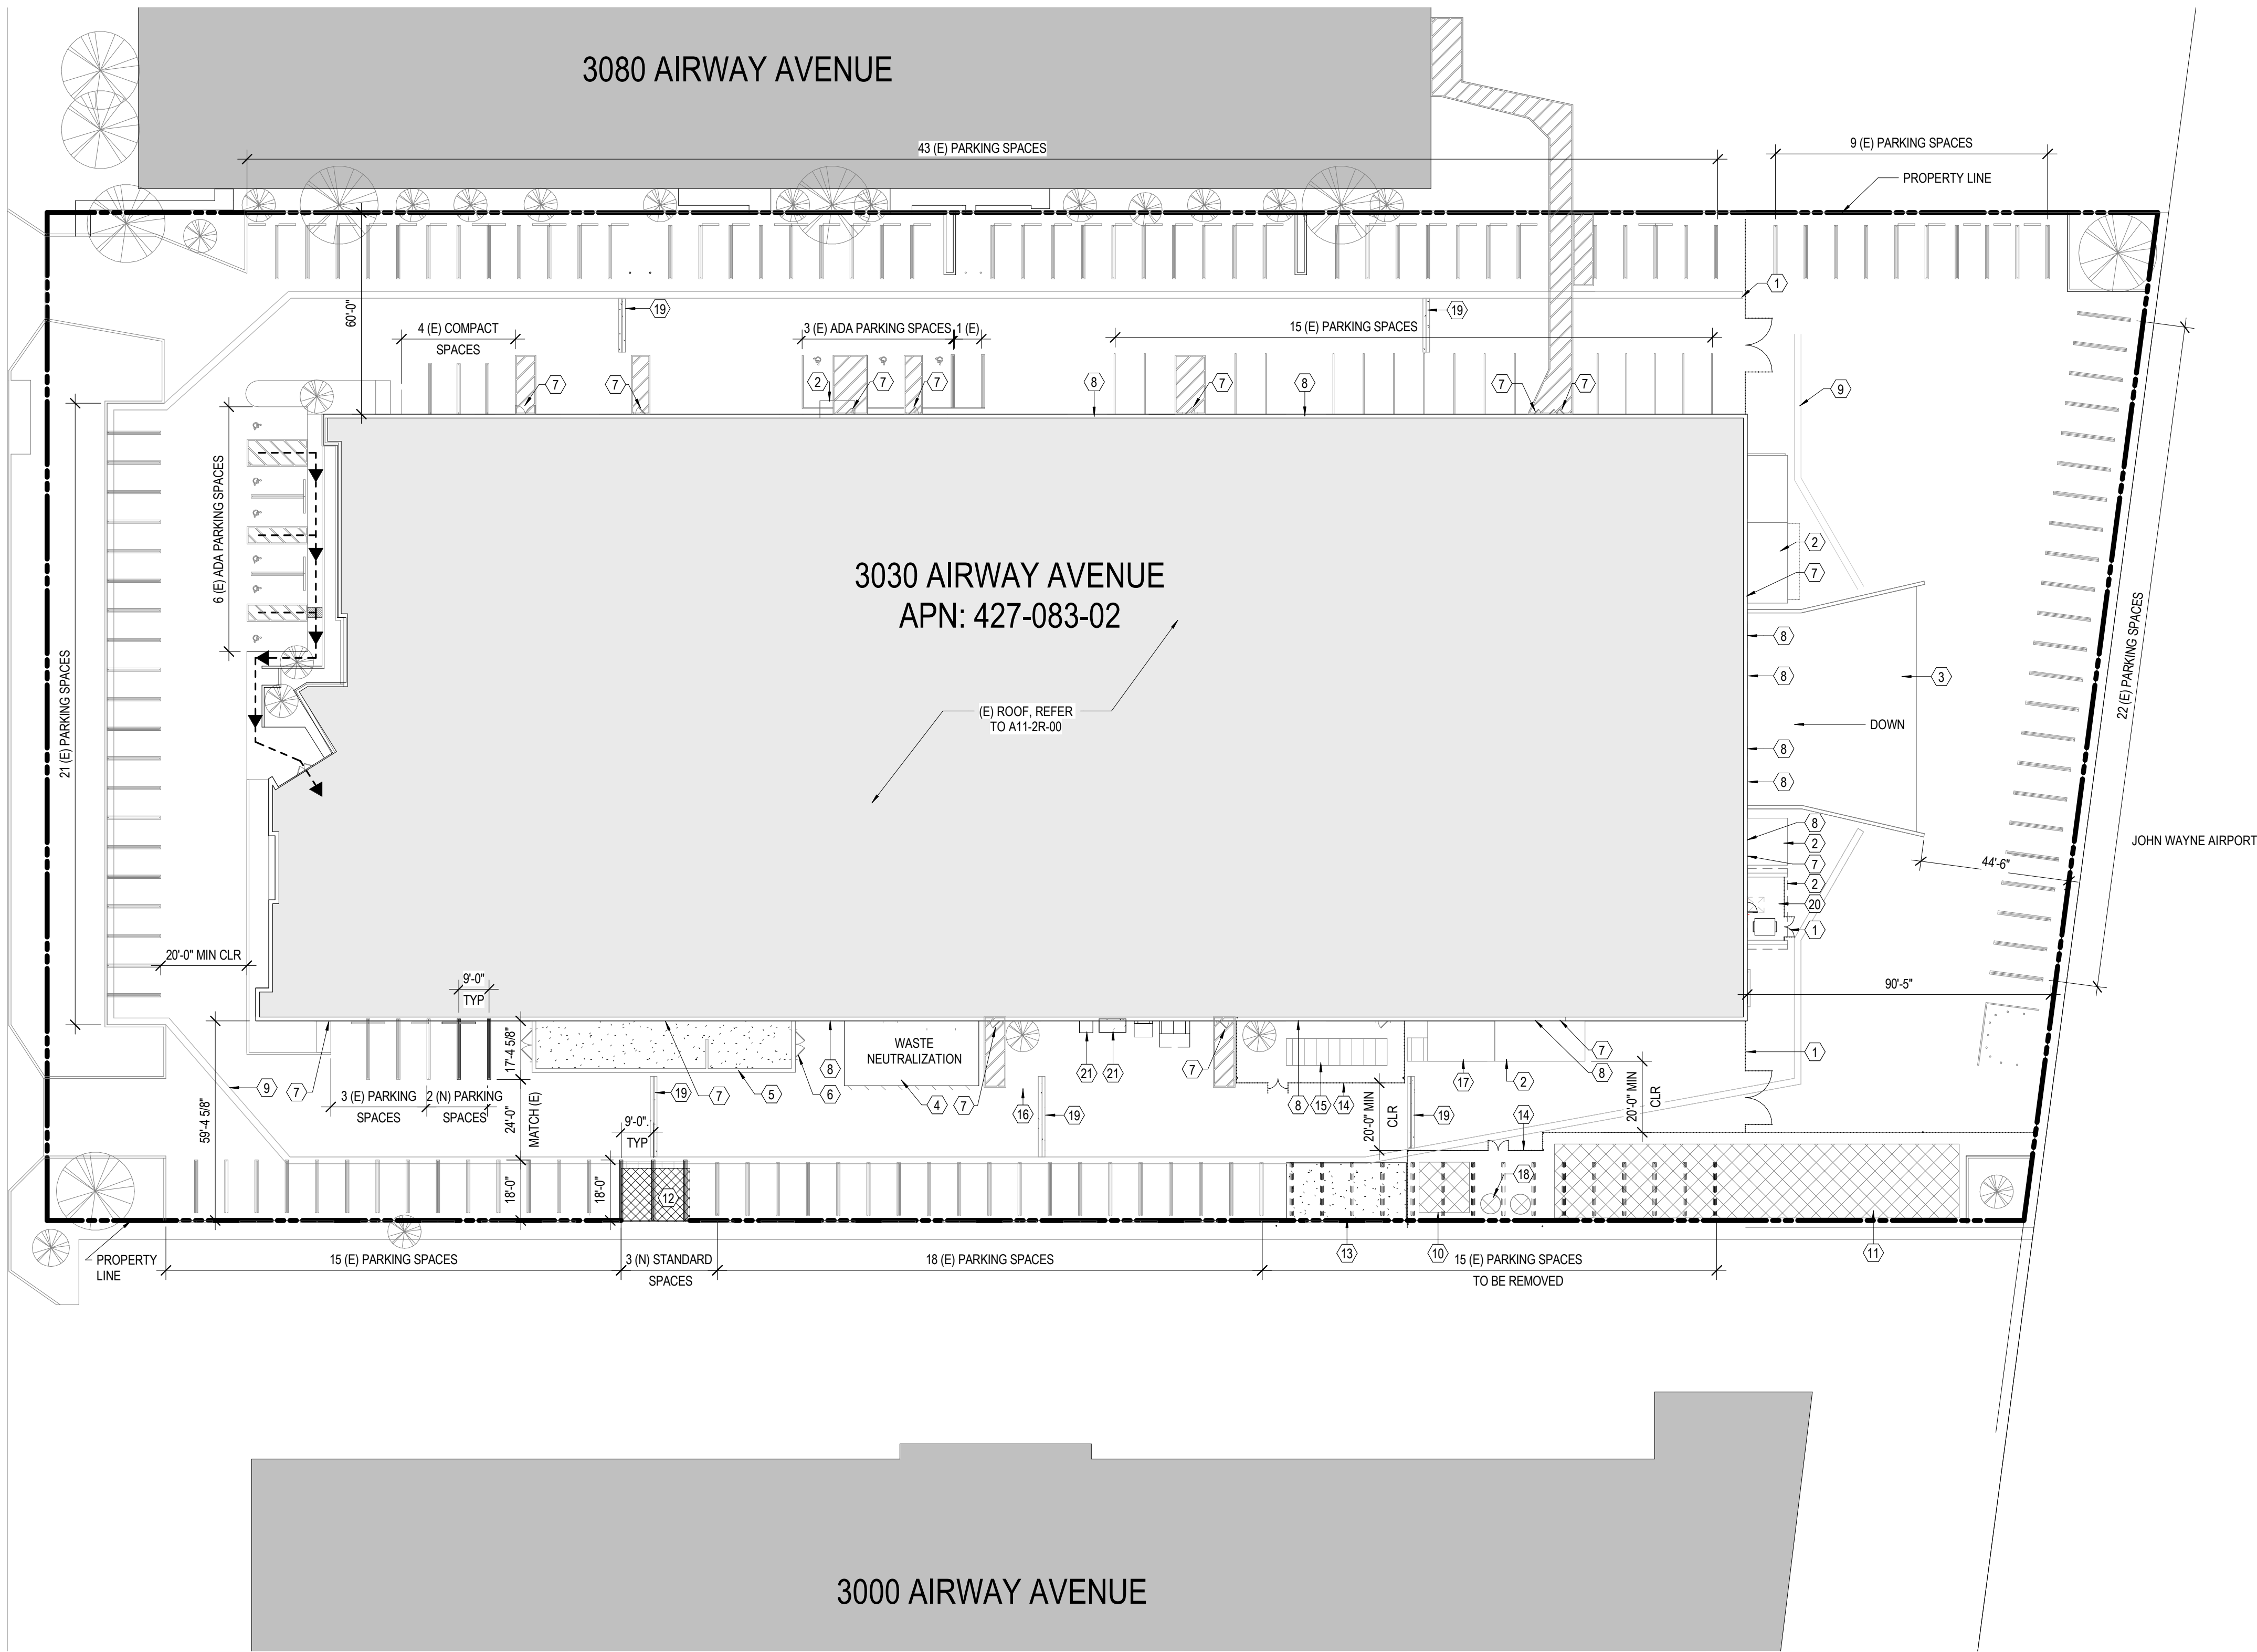 3080 AIRWAY AVENUE
43 (E) PARKING SPACES
9 (E) PARKING SPACES
PROPERTY LINE
1
60'-0"
19
19
4 (E) COMPACT
SPACES
3 (E) ADA PARKING SPACES
1 (E)
15 (E) PARKING SPACES
7
7
2
7
7
8
7
8
7
7
9
6 (E) ADA PARKING SPACES
21 (E) PARKING SPACES
22 (E) PARKING SPACES
3030 AIRWAY AVENUE
APN: 427-083-02
2
7
8
8
3
(E) ROOF, REFER
TO A11-2R-00
DOWN
8
8
8
2
7
2
20
1
JOHN WAYNE AIRPORT
44'-6"
20'-0" MIN CLR
9'-0"
TYP
90'-5"
59'-4 5/8"
17'-4 5/8"
24'-0"
MATCH (E)
WASTE
NEUTRALIZATION
9
7
3 (E) PARKING
SPACES
2 (N) PARKING
SPACES
19
7
5
6
8
4
7
16
19
21
21
7
8
15
14
20'-0" MIN
CLR
19
17
2
14
8
7
20'-0" MIN
CLR
1
9'-0"
TYP
18'-0"
18'-0"
12
18
PROPERTY
LINE
15 (E) PARKING SPACES
3 (N) STANDARD
SPACES
18 (E) PARKING SPACES
13
10
15 (E) PARKING SPACES
TO BE REMOVED
11
3000 AIRWAY AVENUE